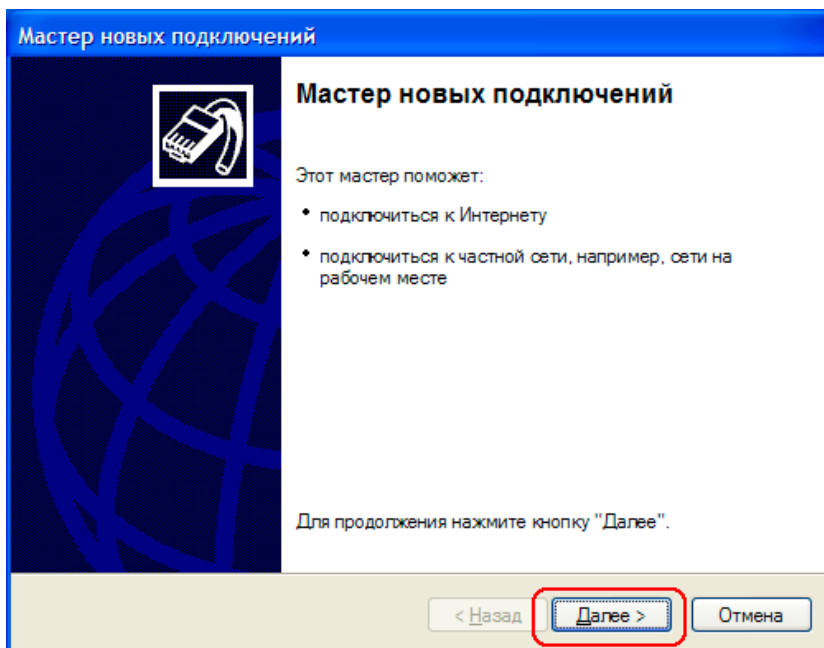 Мастер новых подключений
Мастер новых подключений
Этот мастер поможет:
• подключиться к Интернету
• подключиться к частной сети, например, сети на
рабочем месте
Для продолжения нажмите кнопку "Далее".
< Назад Далее > Отмена